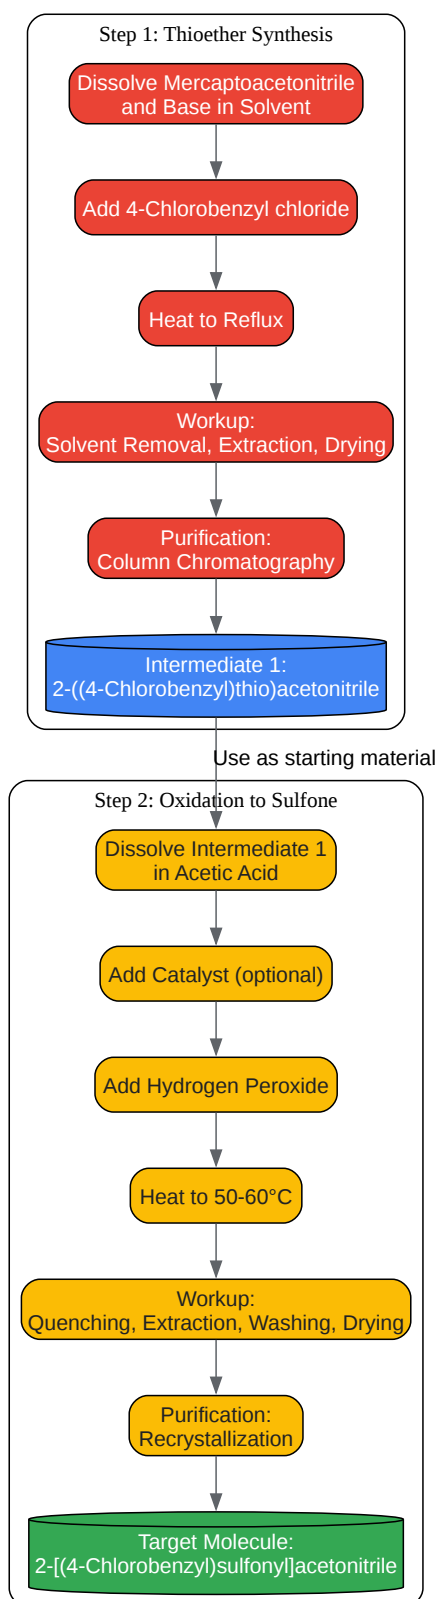 Step 1: Thioether Synthesis
Dissolve Mercaptoacetonitrile
and Base in Solvent
Add 4-Chlorobenzyl chloride
Heat to Reflux
Workup:
Solvent Removal, Extraction, Drying
Purification:
Column Chromatography
Intermediate 1:
2-((4-Chlorobenzyl)thio)acetonitrile
Use as starting material
Step 2: Oxidation to Sulfone
Dissolve Intermediate 1
in Acetic Acid
Add Catalyst (optional)
Add Hydrogen Peroxide
Heat to 50-60°C
Workup:
Quenching, Extraction, Washing, Drying
Purification:
Recrystallization
Target Molecule:
2-[(4-Chlorobenzyl)sulfonyl]acetonitrile